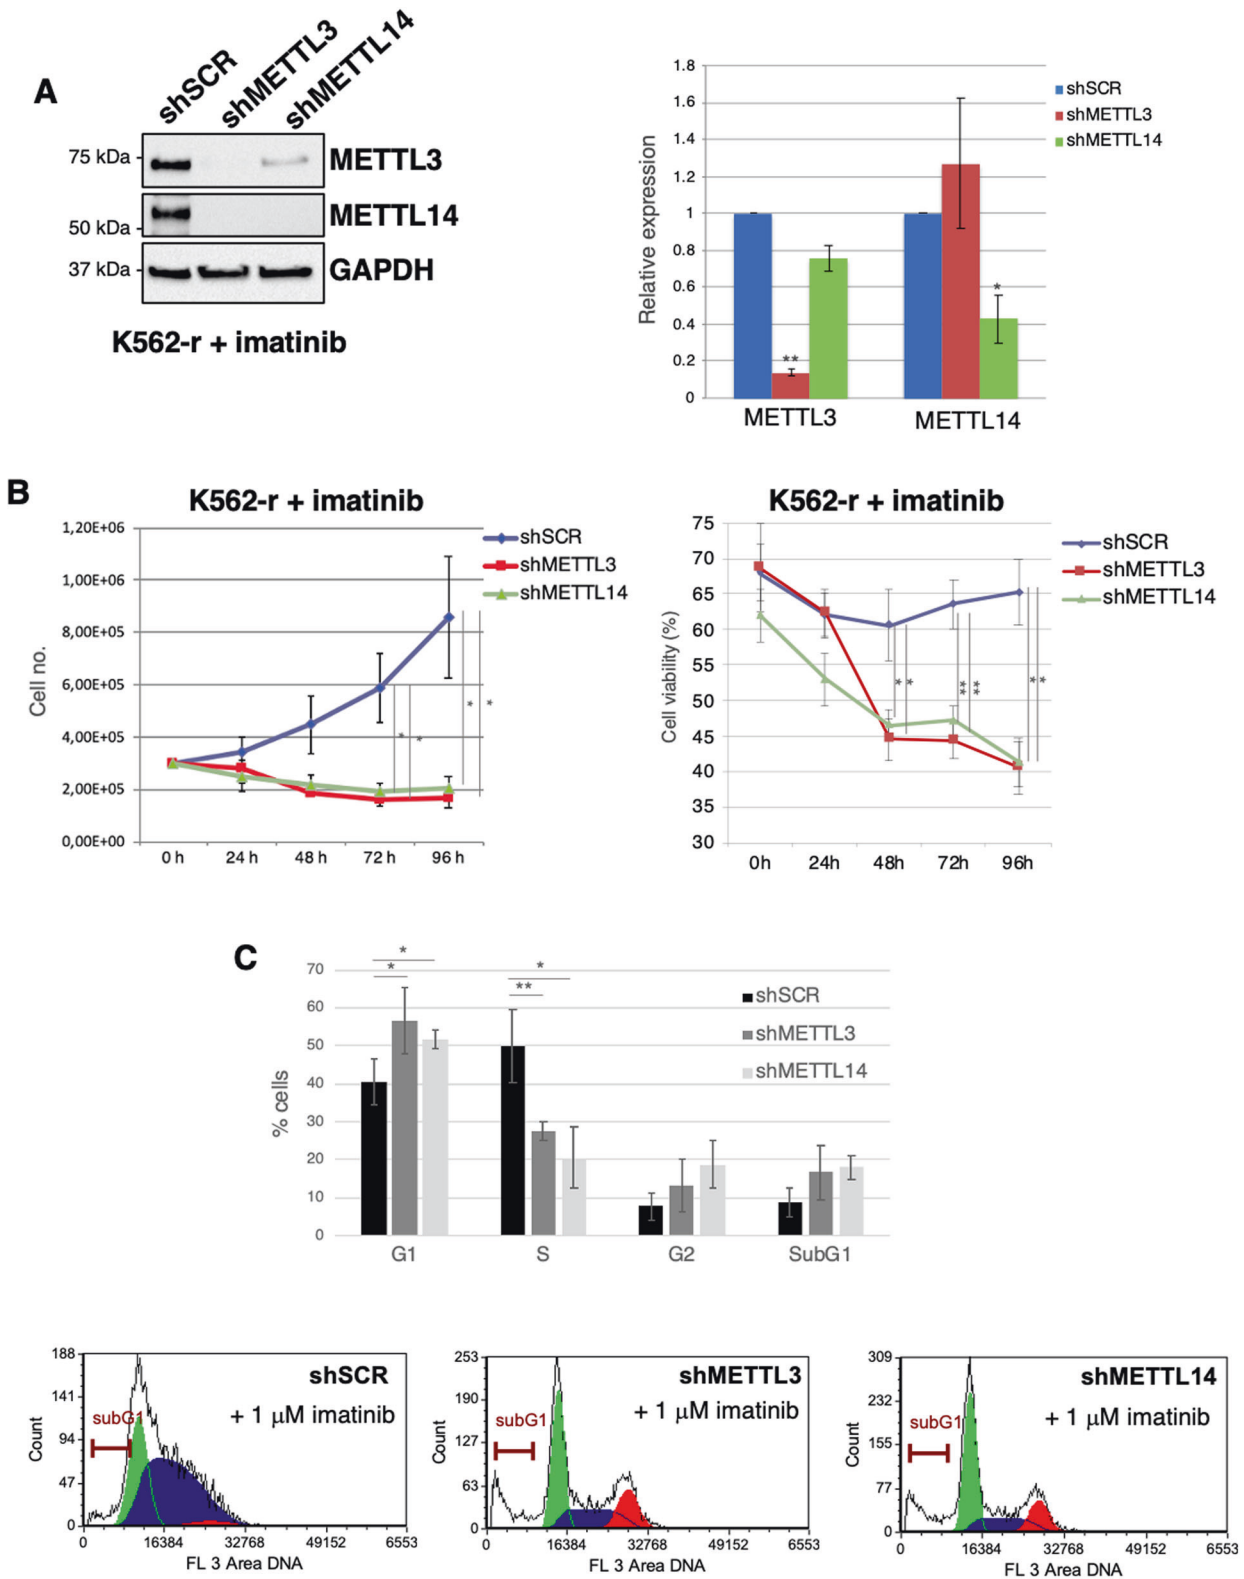 A
shSCR
shMETTL3
shMETTL14
75 kDa
METTL3
50 kDa
METTL14
37 kDa
GAPDH
K562-r + imatinib
1.8
1.6
1.4
1.2
1
0.8
0.6
0.4
0.2
0
Relative expression
**
*
METTL3
METTL14
shSCR
shMETTL3
shMETTL14
B
K562-r + imatinib
1,20E+06
1,00E+06
8,00E+05
6,00E+05
4,00E+05
2,00E+05
0,00E+00
Cell no.
0 h
24 h
48 h
72 h
96 h
* *
* *
shSCR
shMETTL3
shMETTL14
K562-r + imatinib
75
70
65
60
55
50
45
40
35
30
Cell viability (%)
0h
24h
48h
72h
96h
* *
** **
* *
shSCR
shMETTL3
shMETTL14
C
70
60
50
40
30
20
10
0
% cells
*
*
*
**
G1
S
G2
SubG1
shSCR
shMETTL3
shMETTL14
188
141
94
47
0
Count
shSCR
+ 1 μM imatinib
subG1
0
16384
32768
49152
6553
FL 3 Area DNA
253
190
127
63
0
Count
shMETTL3
+ 1 μM imatinib
subG1
0
16384
32768
49152
6553
FL 3 Area DNA
309
232
155
77
0
Count
shMETTL14
+ 1 μM imatinib
subG1
0
16384
32768
49152
6553
FL 3 Area DNA